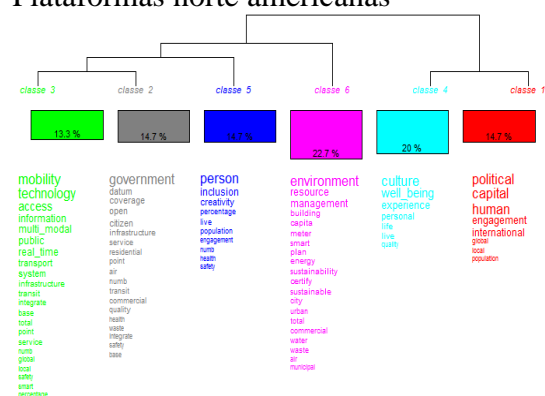 Plataformas norte americanas
classe 3 classe 2 classe 5 classe 6 classe 4 classe 1
13.3 % 14.7 % 14.7 % 22.7 % 20 % 14.7 %
mobility
technology
access
information
multi_modal
public
real_time
transport
system
infrastructure
transit
integrate
base
total
point
service
numb
global
local
safety
smart
percentage
government
datum
coverage
open
citizen
infrastructure
service
residential
point
air
numb
transit
commercial
quality
health
waste
integrate
safety
base
person
inclusion
creativity
percentage
live
population
engagement
numb
health
safety
environment
resource
management
building
capita
meter
smart
plan
energy
sustainability
certify
sustainable
city
urban
total
commercial
water
waste
air
municipal
culture
well_being
experience
personal
life
live
quality
political
capital
human
engagement
international
global
local
population